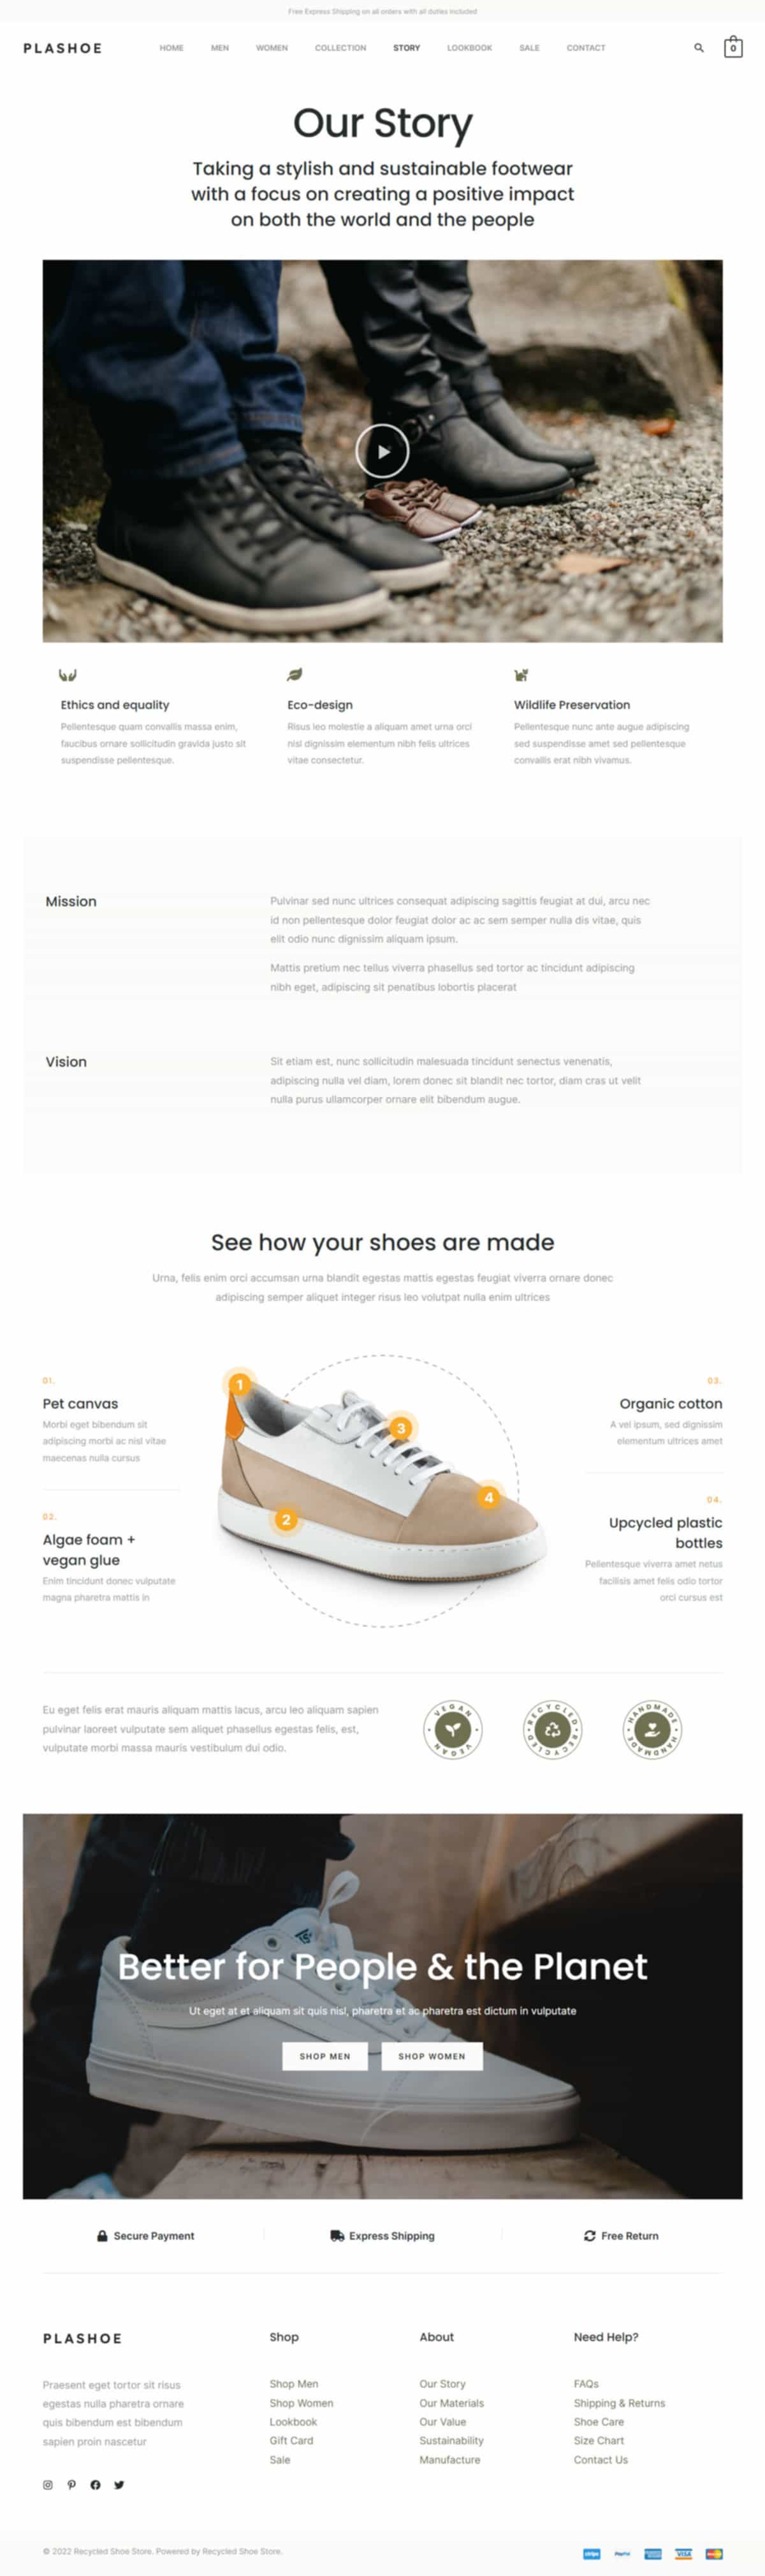 Free Express Shipping on all orders with all duties included
PLASHOE
HOME MEN WOMEN COLLECTION STORY LOOKBOOK SALE CONTACT
0
Our Story
Taking a stylish and sustainable footwear
with a focus on creating a positive impact
on both the world and the people
Ethics and equality
Pellentesque quam convallis massa enim,
faucibus ornare sollicitudin gravida justo sit
suspendisse pellentesque.
Eco-design
Risus leo molestie a aliquam amet urna orci
nisi dignissim elementum nibh felis ultrices
vitae consectetur.
Wildlife Preservation
Pellentesque nunc ante augue adipiscing
sed suspendisse amet sed pellentesque
convallis erat nibh vivamus.
Mission
Pulvinar sed nunc ultrices consequat adipiscing sagittis feugiat at dui, arcu nec
id non pellentesque dolor feugiat dolor ac ac sem semper nulla dis vitae, quis
elit odio nunc dignissim aliquam ipsum.
Mattis pretium nec tellus viverra phasellus sed tortor ac tincidunt adipiscing
nibh eget, adipiscing sit penatibus lobortis placerat
Vision
Sit etiam est, nunc sollicitudin malesuada tincidunt senectus venenatis,
adipiscing nulla vel diam, lorem donec sit blandit nec tortor, diam cras ut velit
nulla purus ullamcorper ornare elit bibendum augue.
See how your shoes are made
Urna, felis enim orci accumsan urna blandit egestas mattis egestas feugiat viverra ornare donec
adipiscing semper aliquet integer risus leo volutpat nulla enim ultrices
01.
Pet canvas
Morbi eget bibendum sit
adipiscing morbi ac nisl vitae
maecenas nulla cursus
02.
Algae foam +
vegan glue
Enim tincidunt donec vulputate
magna pharetra mattis in
1
3
4
2
03.
Organic cotton
A vel ipsum, sed dignissim
elementum ultrices amet
04.
Upcycled plastic
bottles
Pellentesque viverra amet netus
facilisis amet felis odio tortor
orci cursus est
Eu eget felis erat mauris aliquam mattis lacus, arcu leo aliquam sapien
pulvinar laoreet vulputate sem aliquet phasellus egestas felis, est,
vulputate morbi massa mauris vestibulum dui odio.
VEGAN
VEGAN
RECYCLED
RECYCLED
HANDMADE
HANDMADE
Better for People & the Planet
Ut eget at et aliquam sit quis nisl, pharetra et ac pharetra est dictum in vulputate
SHOP MEN SHOP WOMEN
Secure Payment
Express Shipping
Free Return
PLASHOE
Praesent eget tortor sit risus
egestas nulla pharetra ornare
quis bibendum est bibendum
sapien proin nascetur
Shop
Shop Men
Shop Women
Lookbook
Gift Card
Sale
About
Our Story
Our Materials
Our Value
Sustainability
Manufacture
Need Help?
FAQs
Shipping & Returns
Shoe Care
Size Chart
Contact Us
© 2022 Recycled Shoe Store. Powered by Recycled Shoe Store.
stripe PayPal VISA